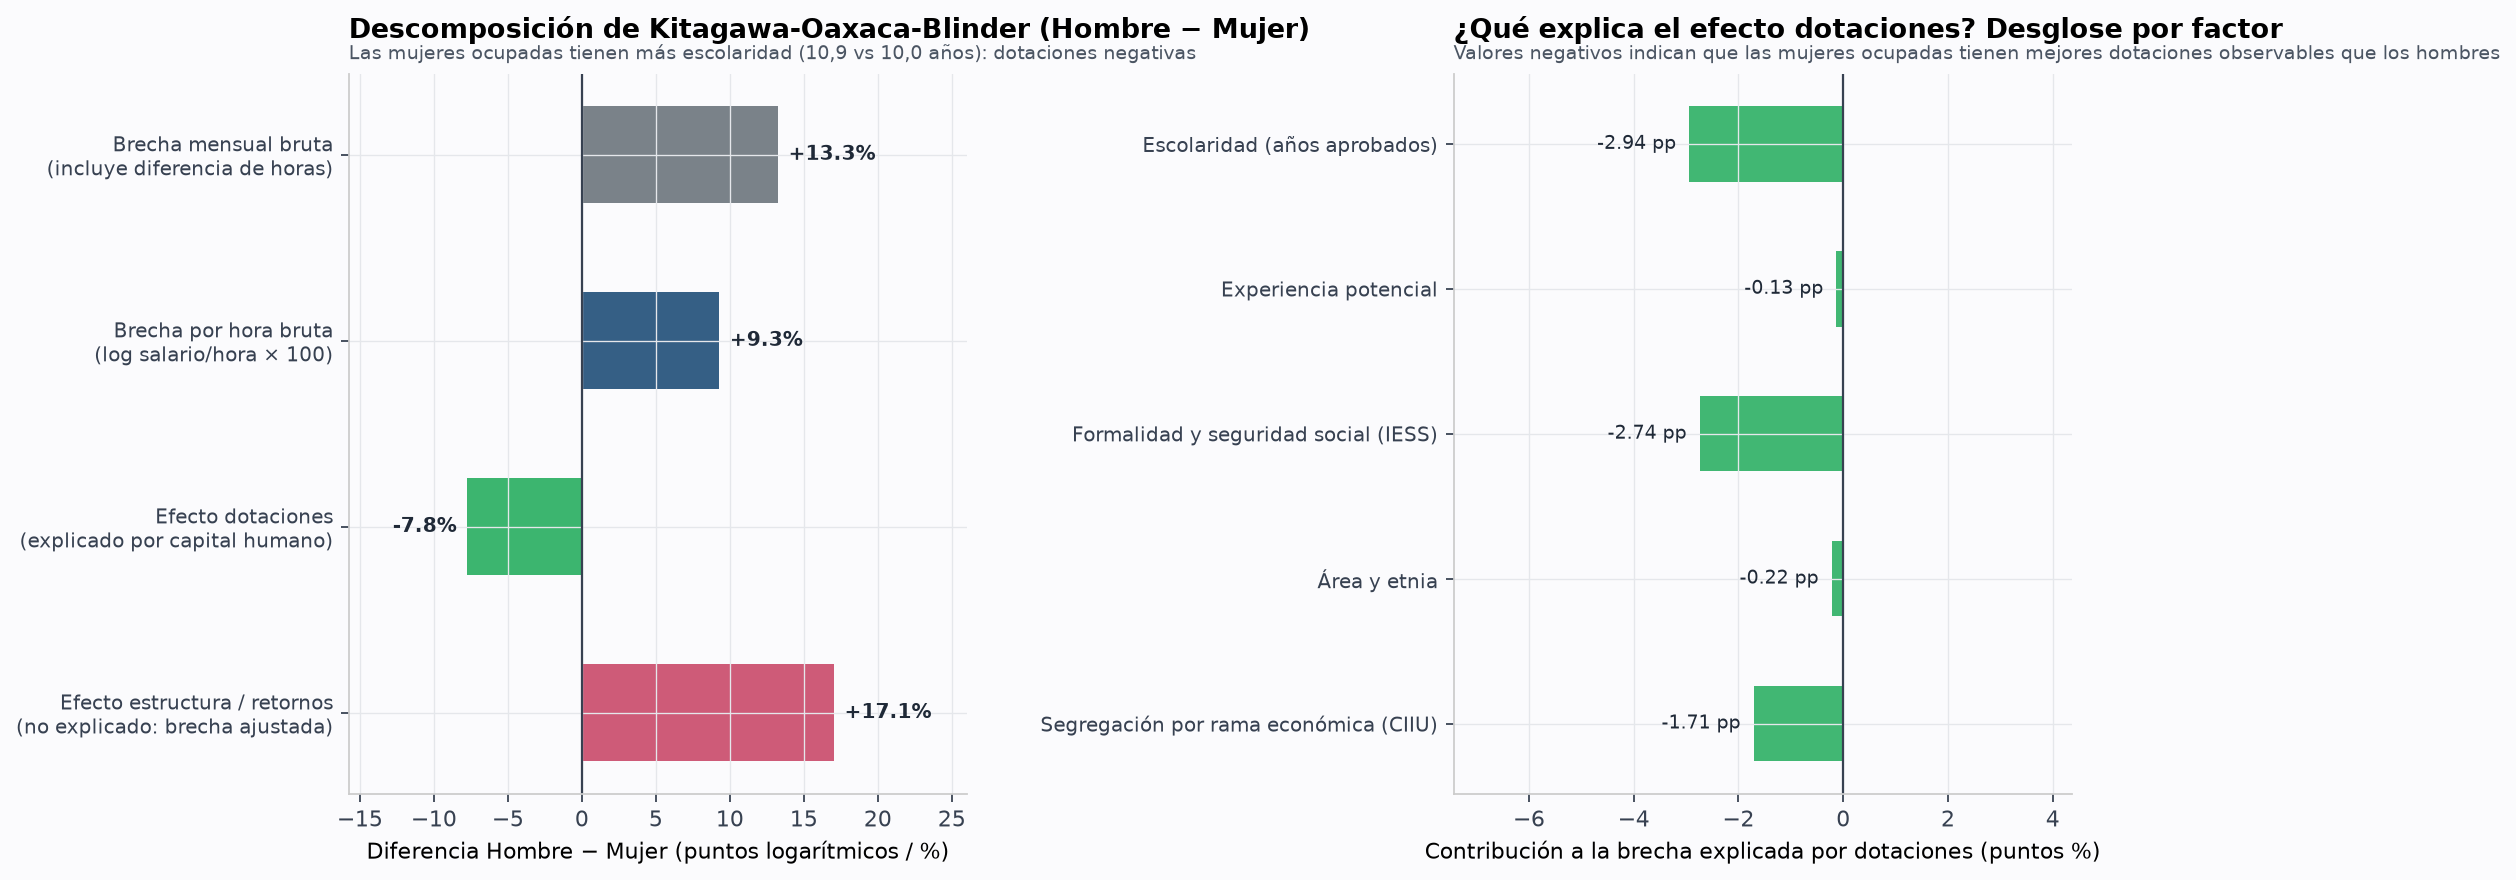 Descomposición de Kitagawa-Oaxaca-Blinder (Hombre − Mujer)
Las mujeres ocupadas tienen más escolaridad (10,9 vs 10,0 años): dotaciones negativas
Brecha mensual bruta
(incluye diferencia de horas)
+13.3%
Brecha por hora bruta
(log salario/hora × 100)
+9.3%
Efecto dotaciones
(explicado por capital humano)
-7.8%
Efecto estructura / retornos
(no explicado: brecha ajustada)
+17.1%
−15 −10 −5 0 5 10 15 20 25
Diferencia Hombre − Mujer (puntos logarítmicos / %)
¿Qué explica el efecto dotaciones? Desglose por factor
Valores negativos indican que las mujeres ocupadas tienen mejores dotaciones observables que los hombres
Escolaridad (años aprobados)
-2.94 pp
Experiencia potencial
-0.13 pp
Formalidad y seguridad social (IESS)
-2.74 pp
Área y etnia
-0.22 pp
Segregación por rama económica (CIIU)
-1.71 pp
−6 −4 −2 0 2 4
Contribución a la brecha explicada por dotaciones (puntos %)